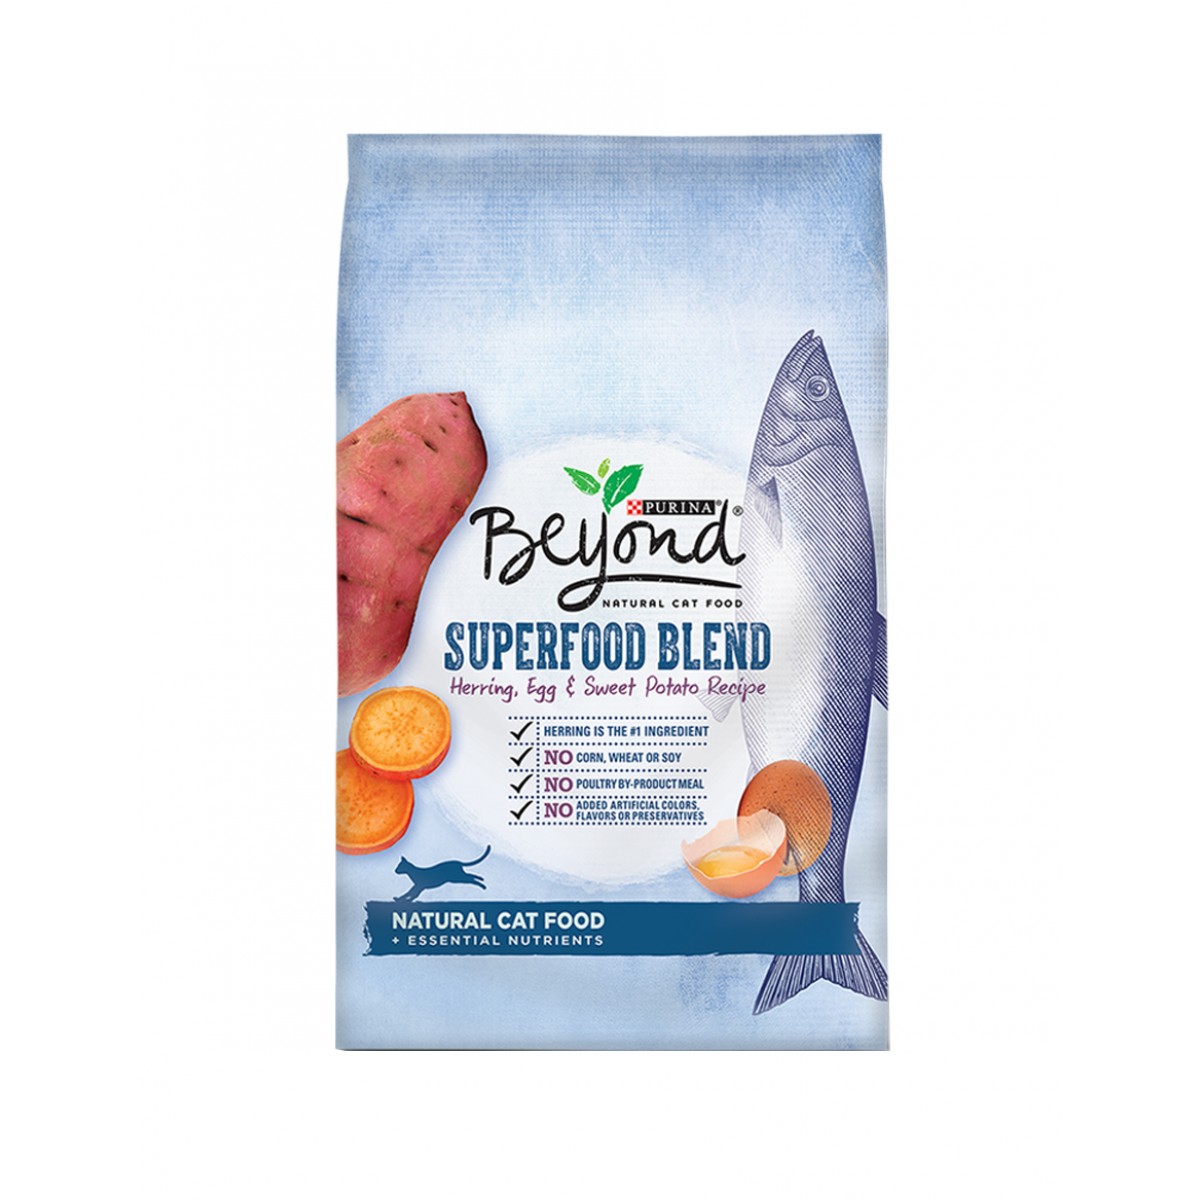 PURINA®
Beyond®
NATURAL CAT FOOD
SUPERFOOD BLEND
Herring, Egg & Sweet Potato Recipe
HERRING IS THE #1 INGREDIENT
NO CORN, WHEAT OR SOY
NO POULTRY BY-PRODUCT MEAL
NO ADDED ARTIFICIAL COLORS,
FLAVORS OR PRESERVATIVES
NATURAL CAT FOOD
+ ESSENTIAL NUTRIENTS